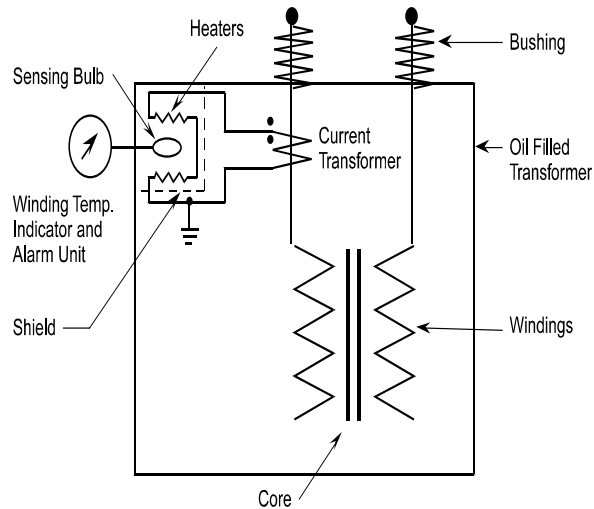 Heaters
Bushing
Sensing Bulb
Current
Transformer
Oil Filled
Transformer
Winding Temp.
Indicator and
Alarm Unit
Shield
Windings
Core